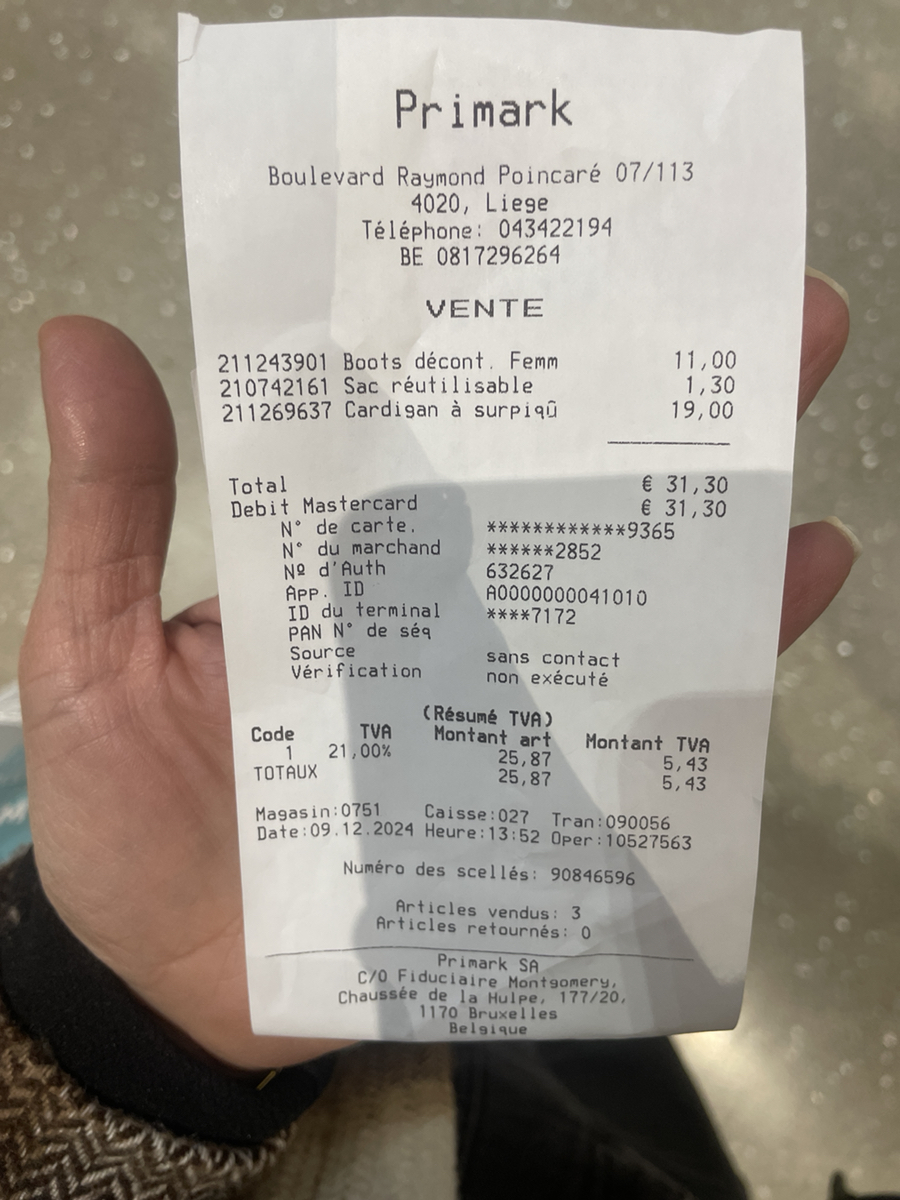 Primark
Boulevard Raymond Poincaré 07/113
4020, Liege
Téléphone: 043422194
BE 0817296264
VENTE
211243901 Boots décont. Femm 11,00
210742161 Sac réutilisable 1,30
211269637 Cardigan à surpiqû 19,00
Total € 31,30
Debit Mastercard € 31,30
N° de carte. ************9365
N° du marchand ******2852
Nº d'Auth 632627
App. ID A0000000041010
ID du terminal ****7172
PAN N° de séq
Source sans contact
Vérification non exécuté
(Résumé TVA)
Code TVA Montant art Montant TVA
1 21,00% 25,87 5,43
TOTAUX 25,87 5,43
Magasin:0751 Caisse:027 Tran:090056
Date:09.12.2024 Heure:13:52 Oper:10527563
Numéro des scellés: 90846596
Articles vendus: 3
Articles retournés: 0
Primark SA
C/O Fiduciaire Montgomery,
Chaussée de la Hulpe, 177/20,
1170 Bruxelles
Belgique